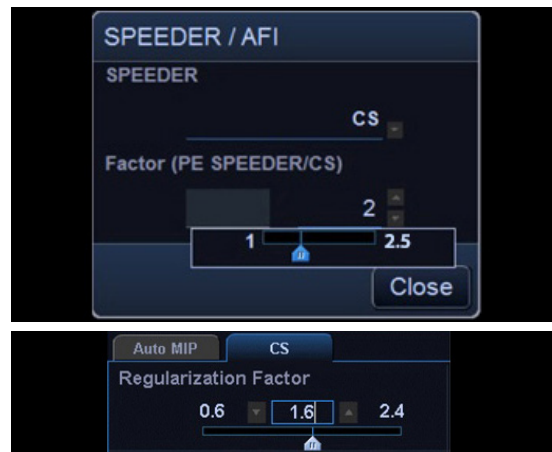 SPEEDER / AFI
SPEEDER
CS
Factor (PE SPEEDER/CS)
2
1 2.5
Close
Auto MIP CS
Regularization Factor
0.6 1.6 2.4